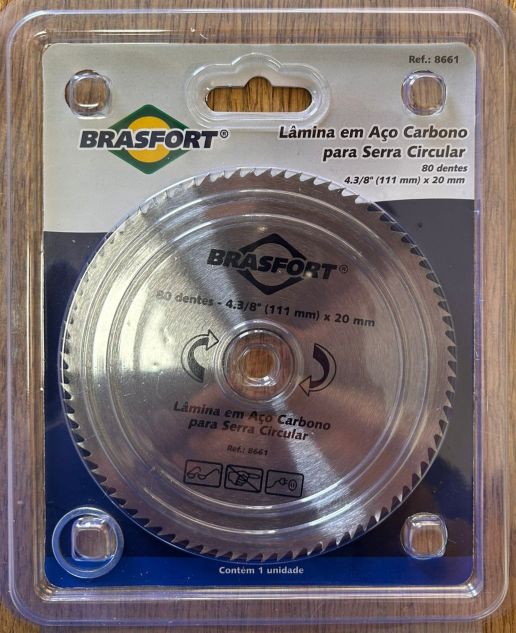 Ref.: 8661
BRASFORT®
Lâmina em Aço Carbono
para Serra Circular
80 dentes
4.3/8" (111 mm) x 20 mm
BRASFORT®
80 dentes - 4.3/8" (111 mm) x 20 mm
Lâmina em Aço Carbono
para Serra Circular
Ref.: 8661
Contém 1 unidade